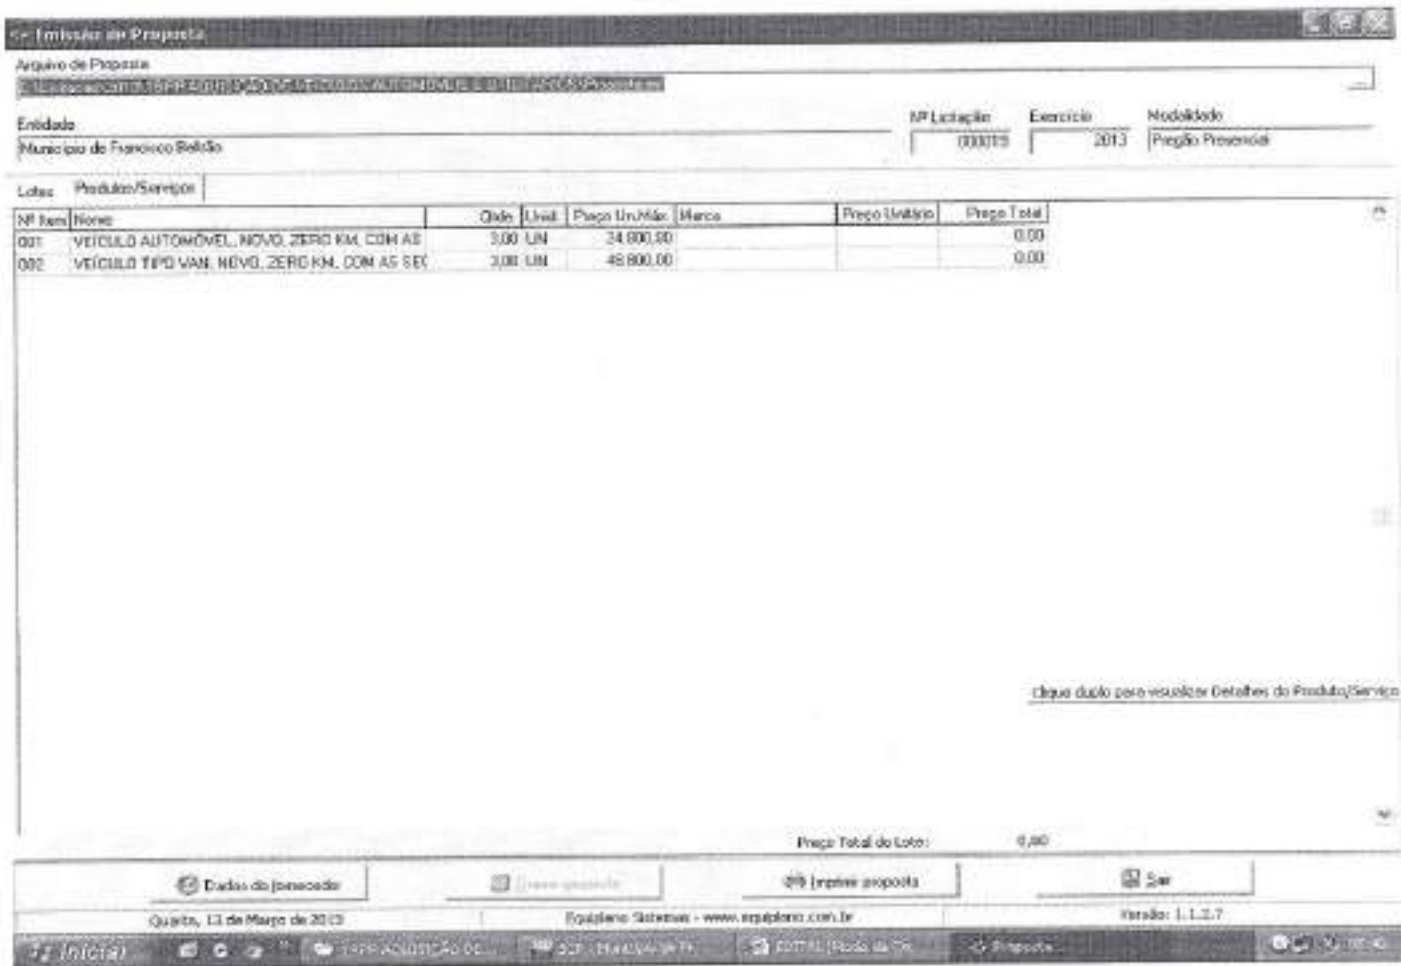 Emissão de Proposta
Arquivo de Proposta
Entidade
Município de Francisco Beltrão
Nº Licitação
000019
Exercício
2013
Modalidade
Pregão Presencial
Lotes Produtos/Serviços
Nº Item Nome Qtde Unid. Preço Un.Máx. Marca Preço Unitário Preço Total
001 VEÍCULO AUTOMÓVEL, NOVO, ZERO KM, COM AS 3,00 UN 34.800,00 0.00
002 VEÍCULO TIPO VAN, NOVO, ZERO KM, COM AS SEG 3,00 UN 48.800,00 0.00
Clique duplo para visualizar Detalhes do Produto/Serviço
Preço Total do Lote: 0,00
Dados do fornecedor
Imprimir proposta
Sair
Quarta, 13 de Março de 2013 Equiplano Sistemas - www.equiplano.com.br Versão: 1.1.2.7
Iniciar
Proposta